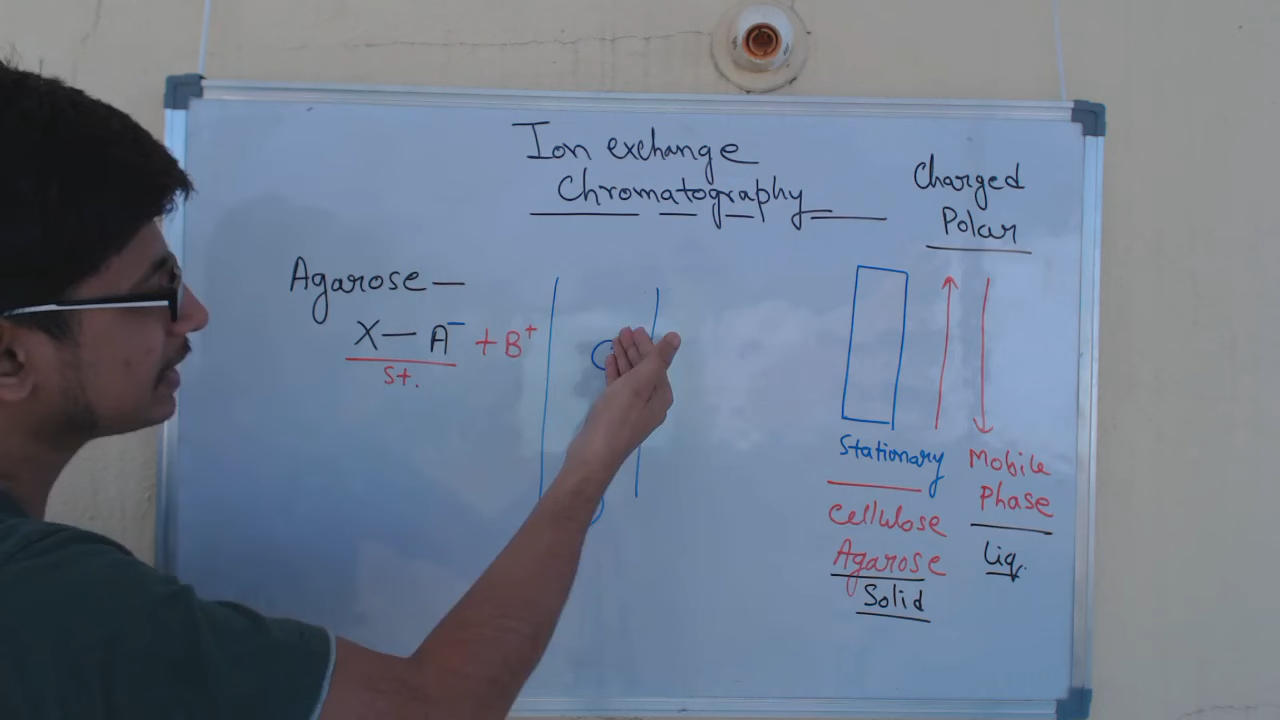 Ion exchange
Chromatography
Charged
Polar
Agarose —
X — A⁻ + B⁺
St.
Stationary
Cellulose
Agarose
Solid
Mobile
Phase
Liq.